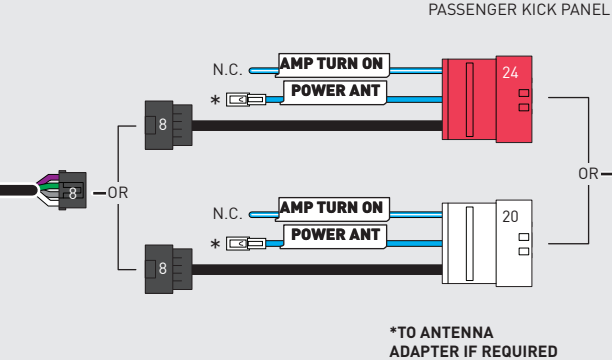 PASSENGER KICK PANEL
N.C. AMP TURN ON
24
* POWER ANT
8
8
OR
OR
N.C. AMP TURN ON
20
* POWER ANT
8
*TO ANTENNA
ADAPTER IF REQUIRED